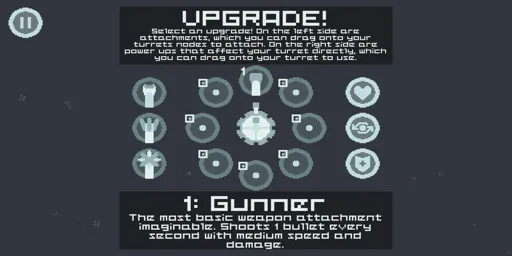 UPGRADE!
Select an upgrade! On the left side are
attachments, which you can drag onto your
turrets nodes to attach. On the right side are
power ups that affect your turret directly, which
you can drag onto your turret to use.
1
1: Gunner
The most basic weapon attachment
imaginable. Shoots 1 bullet every
second with medium speed and
damage.